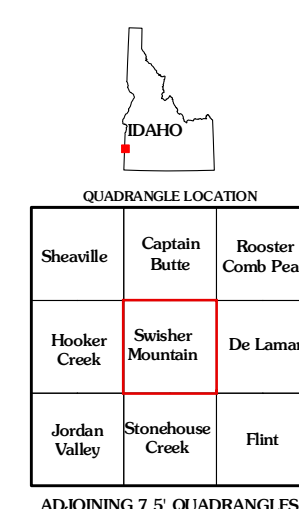 IDAHO
QUADRANGLE LOCATION
Sheaville
Captain
Butte
Rooster
Comb Pea
Hooker
Creek
Swisher
Mountain
De Lamar
Jordan
Valley
Stonehouse
Creek
Flint
ADJOINING 7.5' QUADRANGLES